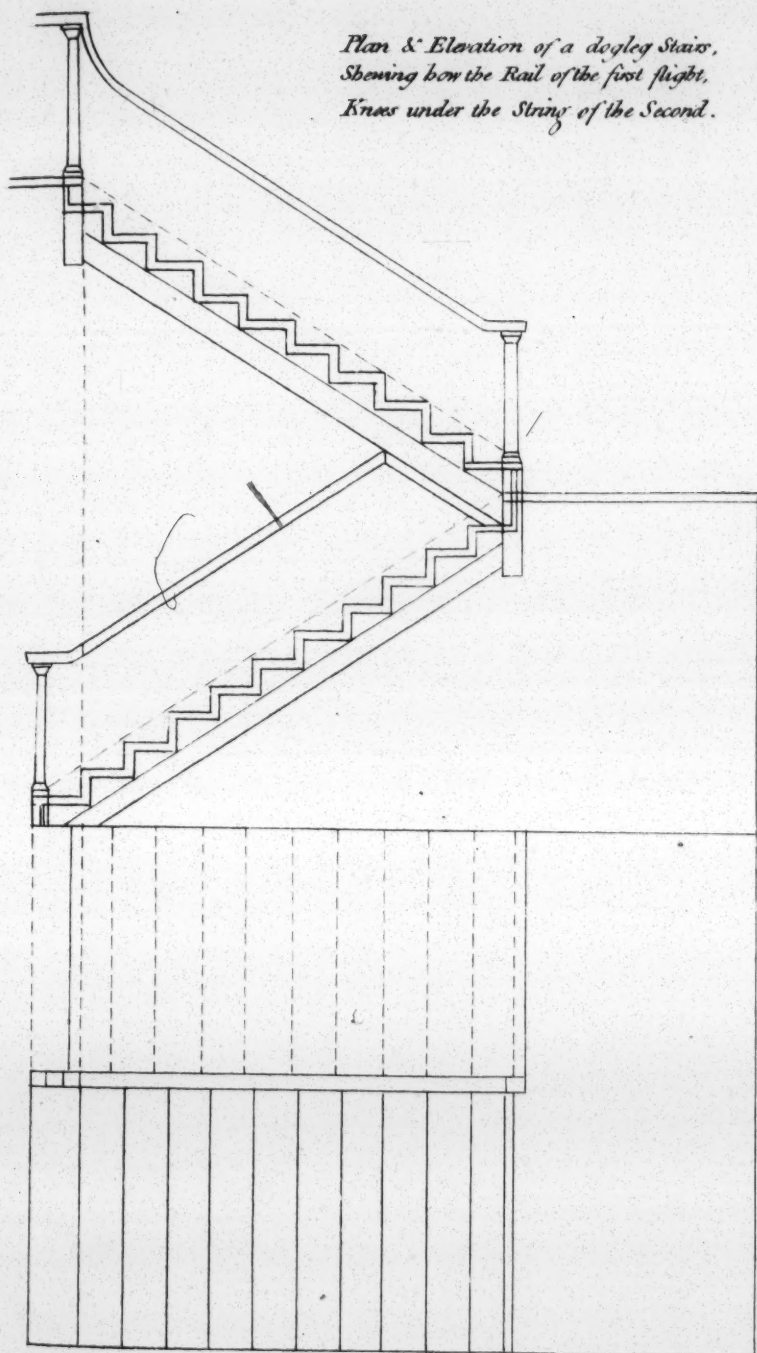 Plan & Elevation of a dogleg Stairs,
Shewing how the Rail of the first flight,
Knees under the String of the Second.